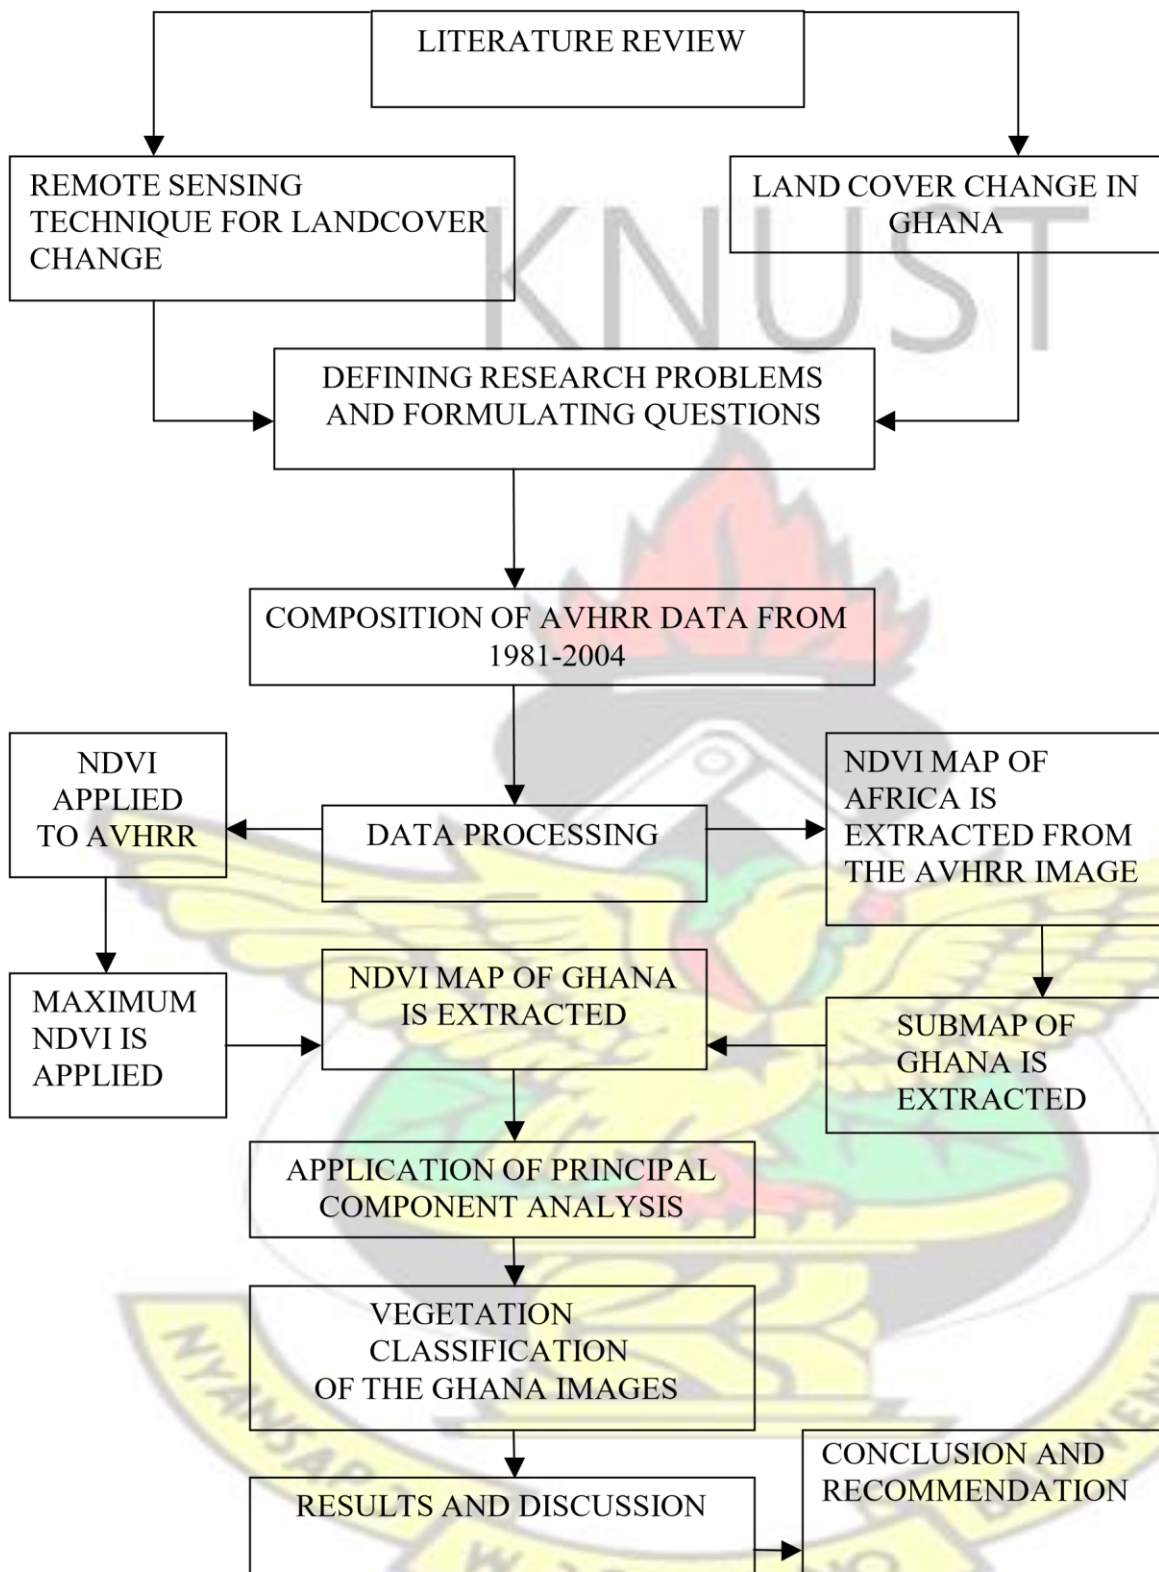 LITERATURE REVIEW
REMOTE SENSING
TECHNIQUE FOR LANDCOVER
CHANGE
LAND COVER CHANGE IN
GHANA
KNUST
DEFINING RESEARCH PROBLEMS
AND FORMULATING QUESTIONS
COMPOSITION OF AVHRR DATA FROM
1981-2004
NDVI
APPLIED
TO AVHRR
DATA PROCESSING
NDVI MAP OF
AFRICA IS
EXTRACTED FROM
THE AVHRR IMAGE
MAXIMUM
NDVI IS
APPLIED
NDVI MAP OF GHANA
IS EXTRACTED
SUBMAP OF
GHANA IS
EXTRACTED
APPLICATION OF PRINCIPAL
COMPONENT ANALYSIS
VEGETATION
CLASSIFICATION
OF THE GHANA IMAGES
RESULTS AND DISCUSSION
CONCLUSION AND
RECOMMENDATION